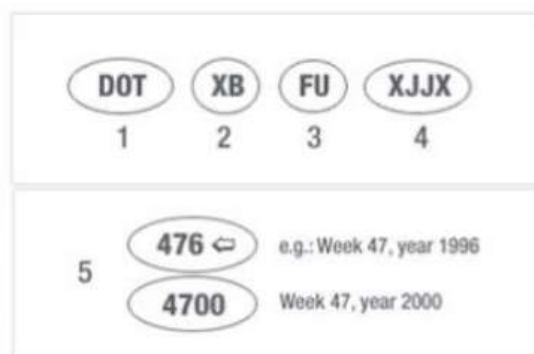 DOT XB FU XJJX
1 2 3 4
476 ⇦ e.g.: Week 47, year 1996
5
4700 Week 47, year 2000